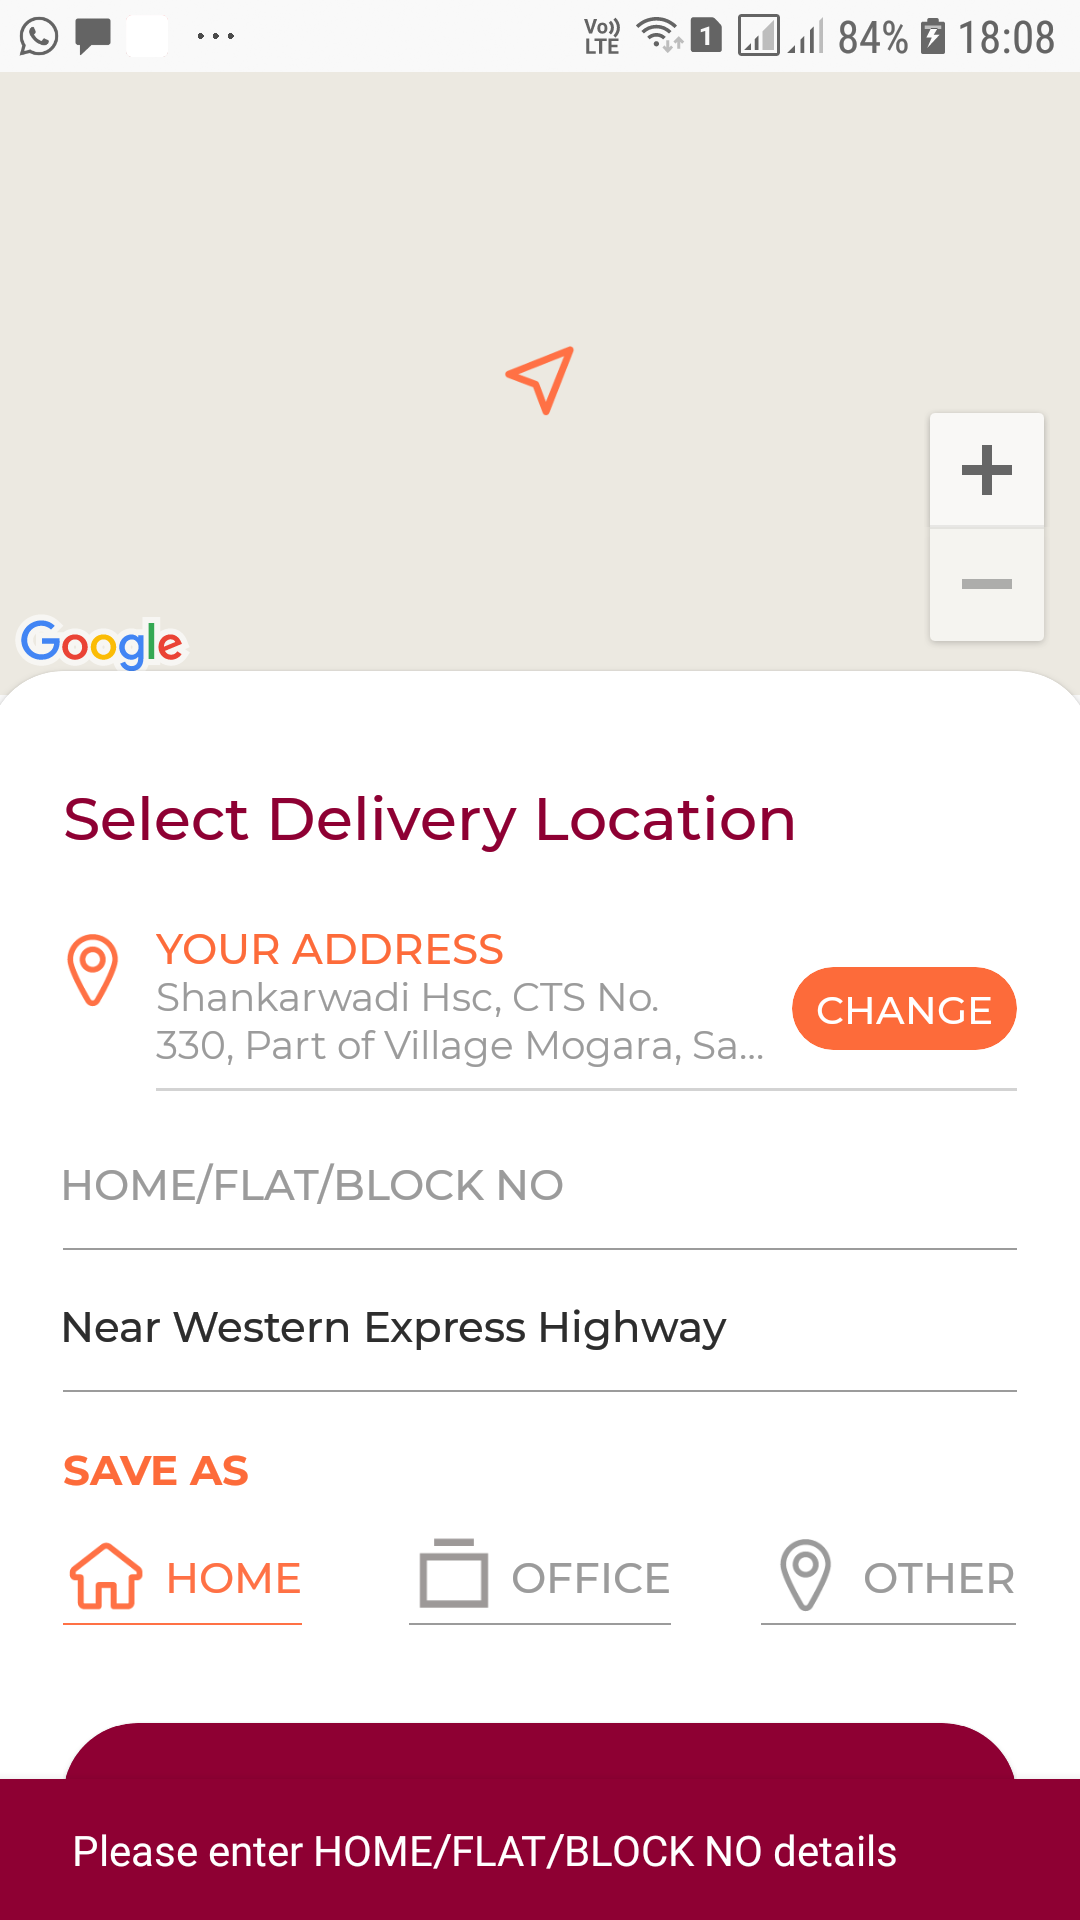 Vo)) LTE 1 84% 18:08
Google
Select Delivery Location
YOUR ADDRESS
Shankarwadi Hsc, CTS No.
330, Part of Village Mogara, Sa...
CHANGE
HOME/FLAT/BLOCK NO
Near Western Express Highway
SAVE AS
HOME OFFICE OTHER
Please enter HOME/FLAT/BLOCK NO details